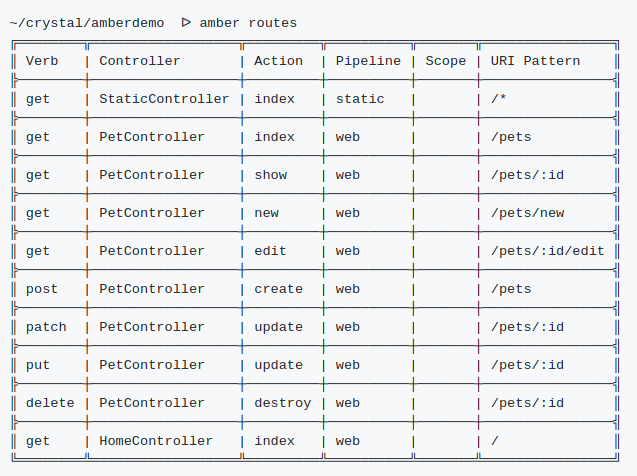 ~/crystal/amberdemo ᐅ amber routes
Verb | Controller | Action | Pipeline | Scope | URI Pattern
get | StaticController | index | static | | /*
get | PetController | index | web | | /pets
get | PetController | show | web | | /pets/:id
get | PetController | new | web | | /pets/new
get | PetController | edit | web | | /pets/:id/edit
post | PetController | create | web | | /pets
patch | PetController | update | web | | /pets/:id
put | PetController | update | web | | /pets/:id
delete | PetController | destroy | web | | /pets/:id
get | HomeController | index | web | | /